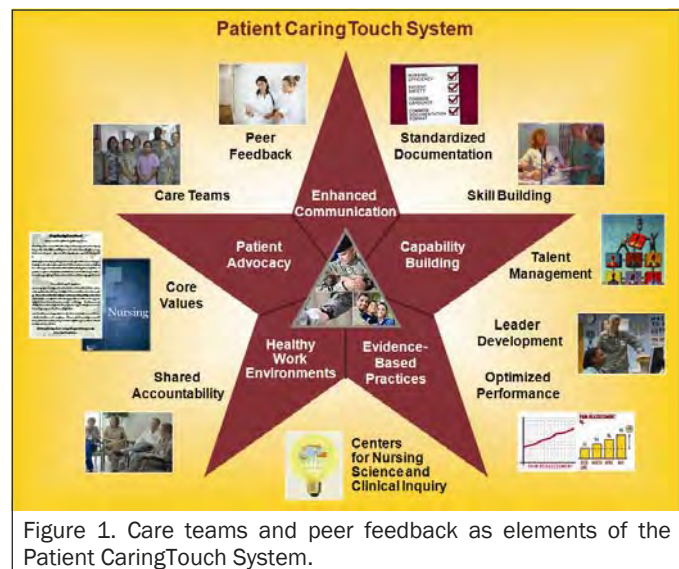 Patient CaringTouch System
Peer
Feedback
Standardized
Documentation
Care Teams
Enhanced
Communication
Skill Building
Patient
Advocacy
Capability
Building
Talent
Management
Core
Values
Nursing
Healthy
Work
Environments
Evidence-
Based
Practices
Leader
Development
Shared
Accountability
Optimized
Performance
Centers
for Nursing
Science and
Clinical Inquiry
Figure 1. Care teams and peer feedback as elements of the
Patient CaringTouch System.